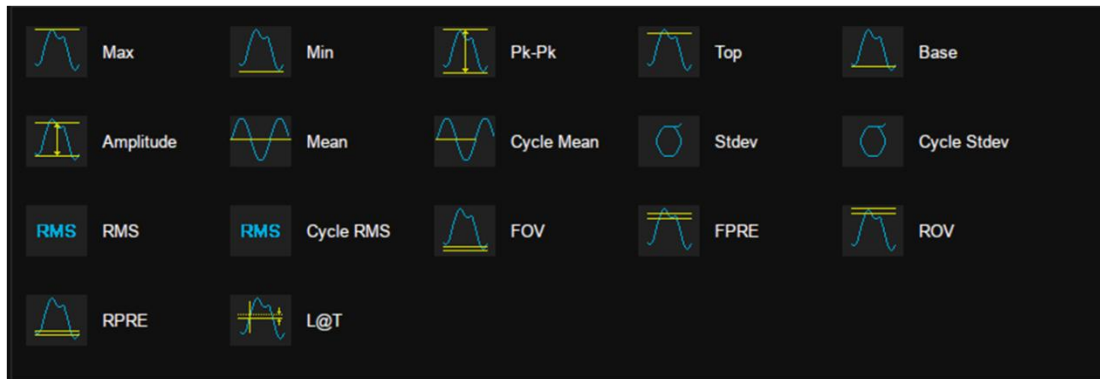 Max Min Pk-Pk Top Base
Amplitude Mean Cycle Mean Stdev Cycle Stdev
RMS RMS RMS Cycle RMS FOV FPRE ROV
RPRE L@T